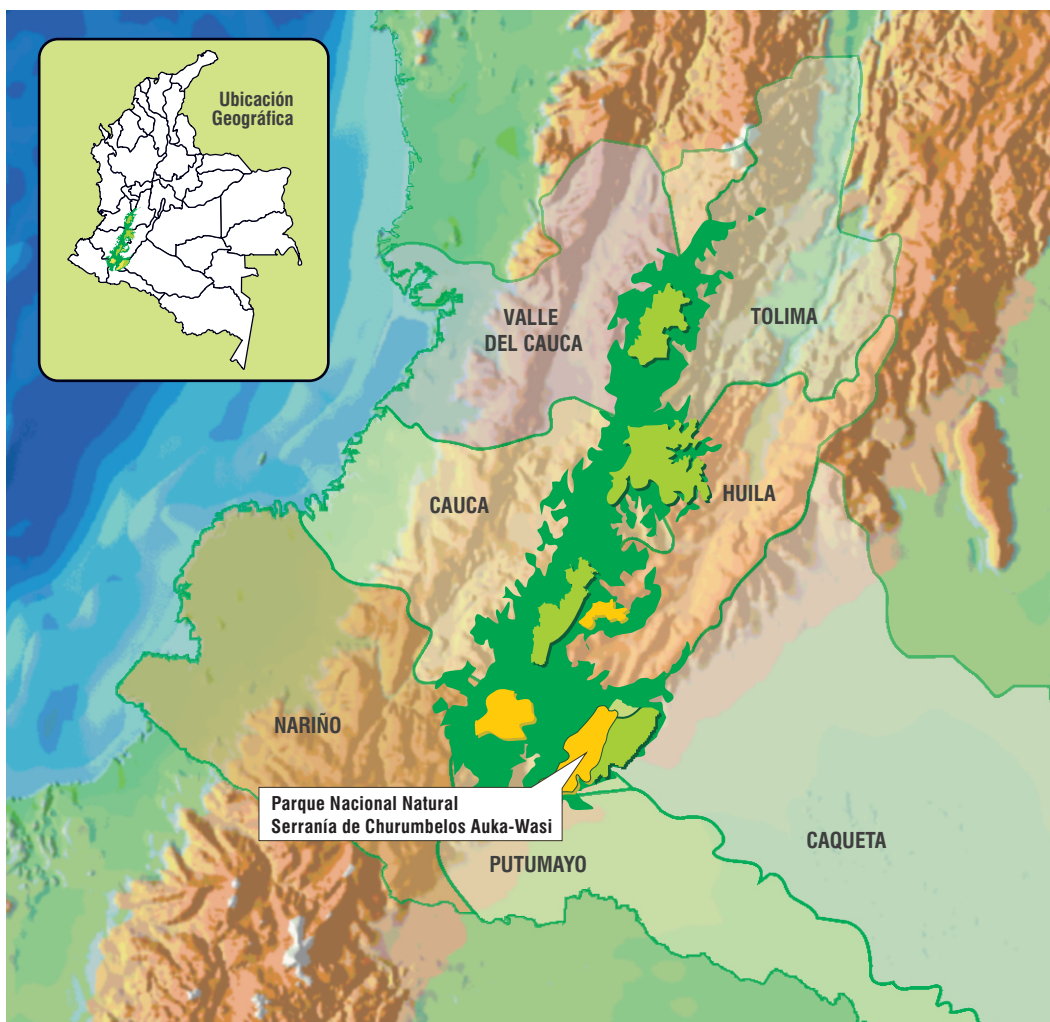 Ubicación
Geográfica
VALLE
DEL CAUCA
TOLIMA
CAUCA
HUILA
NARIÑO
Parque Nacional Natural
Serranía de Churumbelos Auka-Wasi
PUTUMAYO
CAQUETA